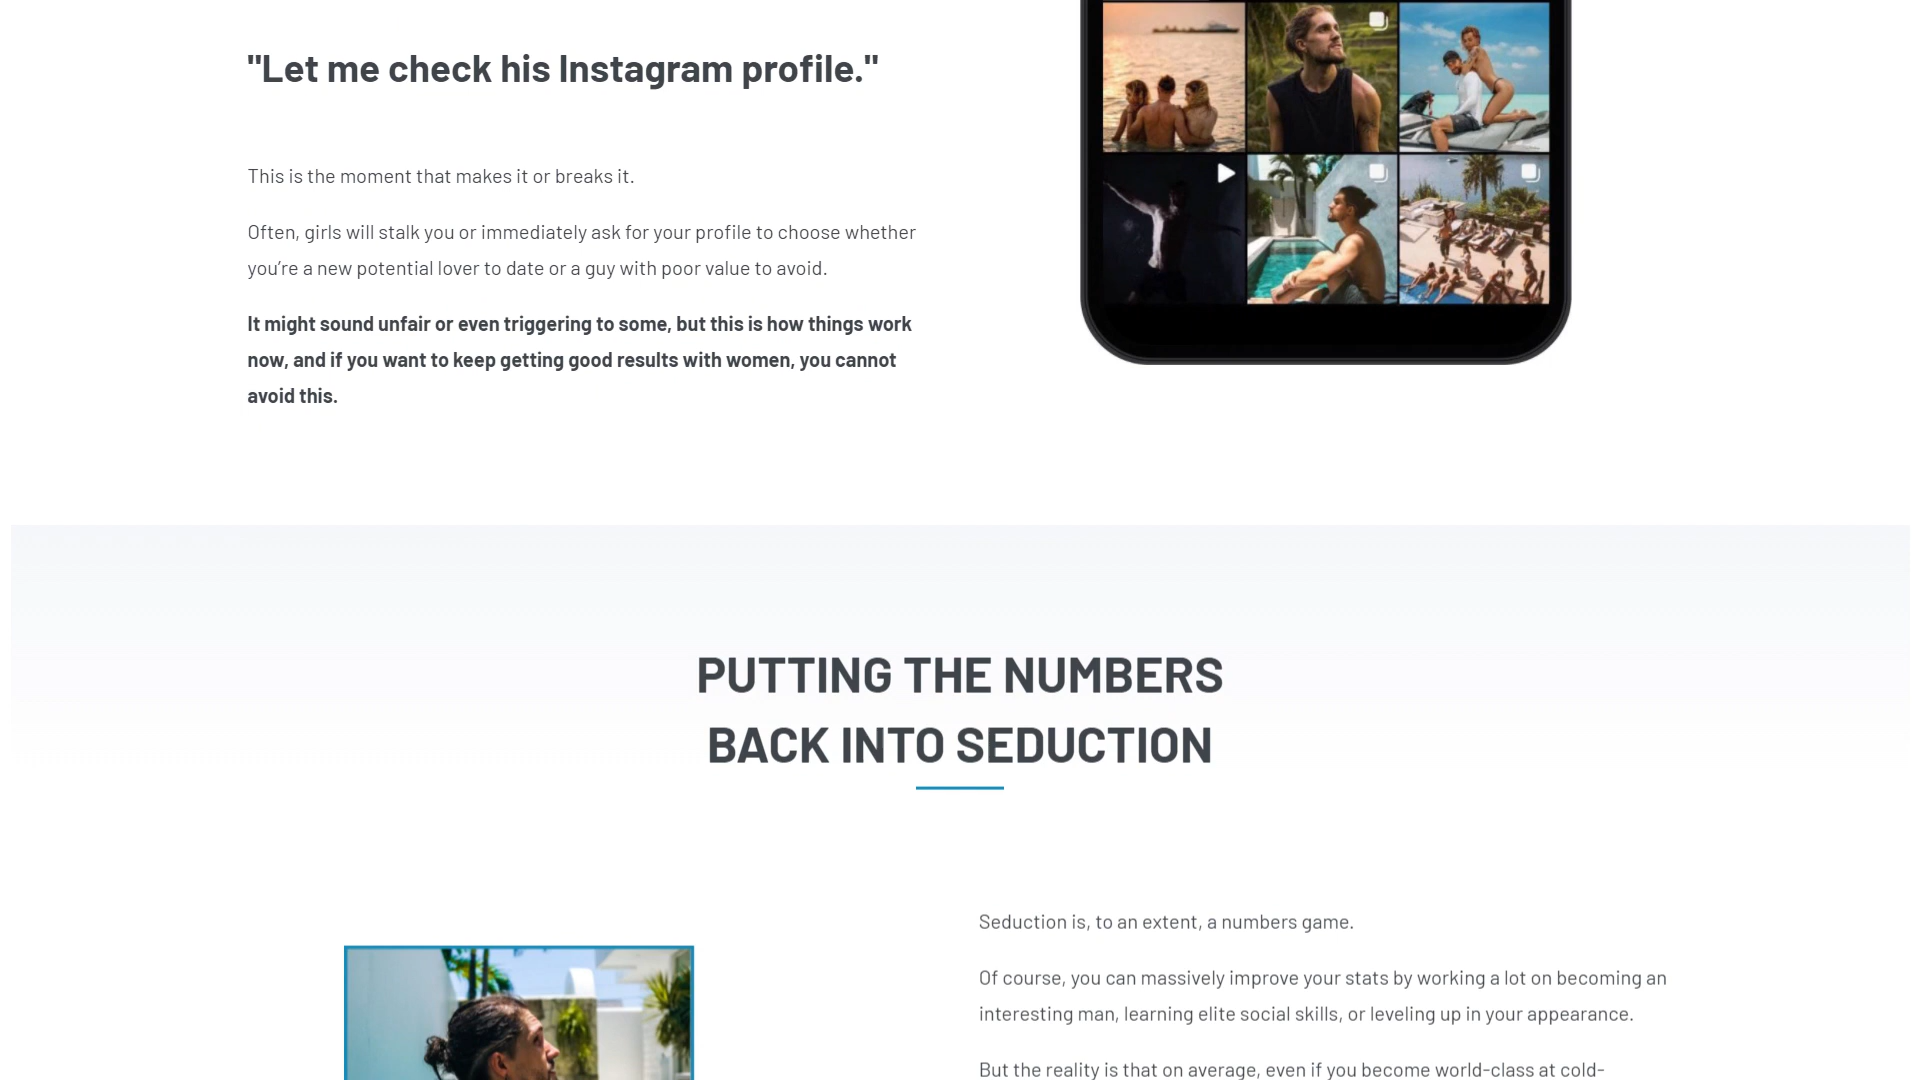 "Let me check his Instagram profile."
This is the moment that makes it or breaks it.
Often, girls will stalk you or immediately ask for your profile to choose whether
you’re a new potential lover to date or a guy with poor value to avoid.
It might sound unfair or even triggering to some, but this is how things work
now, and if you want to keep getting good results with women, you cannot
avoid this.
PUTTING THE NUMBERS
BACK INTO SEDUCTION
Seduction is, to an extent, a numbers game.
Of course, you can massively improve your stats by working a lot on becoming an
interesting man, learning elite social skills, or leveling up in your appearance.
But the reality is that on average, even if you become world-class at cold-